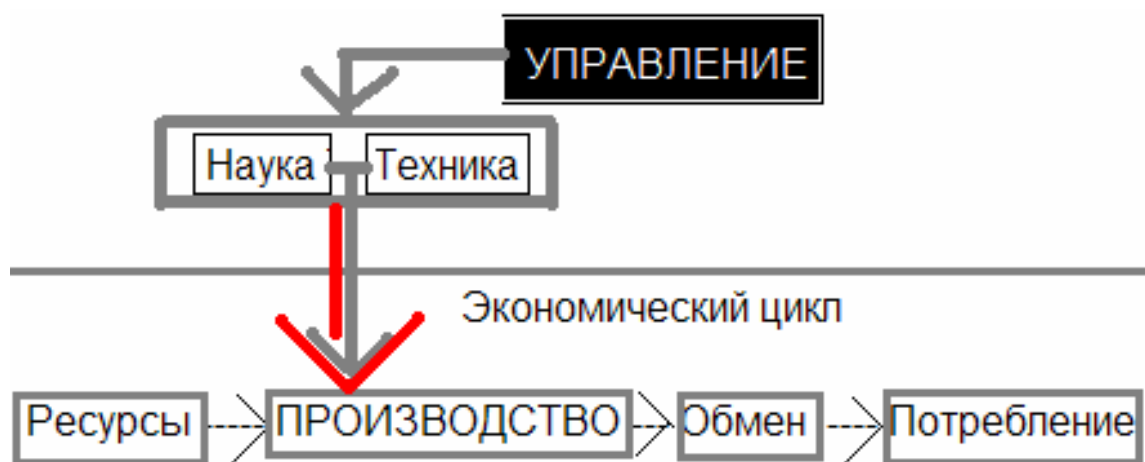 УПРАВЛЕНИЕ
Наука Техника
Экономический цикл
Ресурсы ПРОИЗВОДСТВО Обмен Потребление